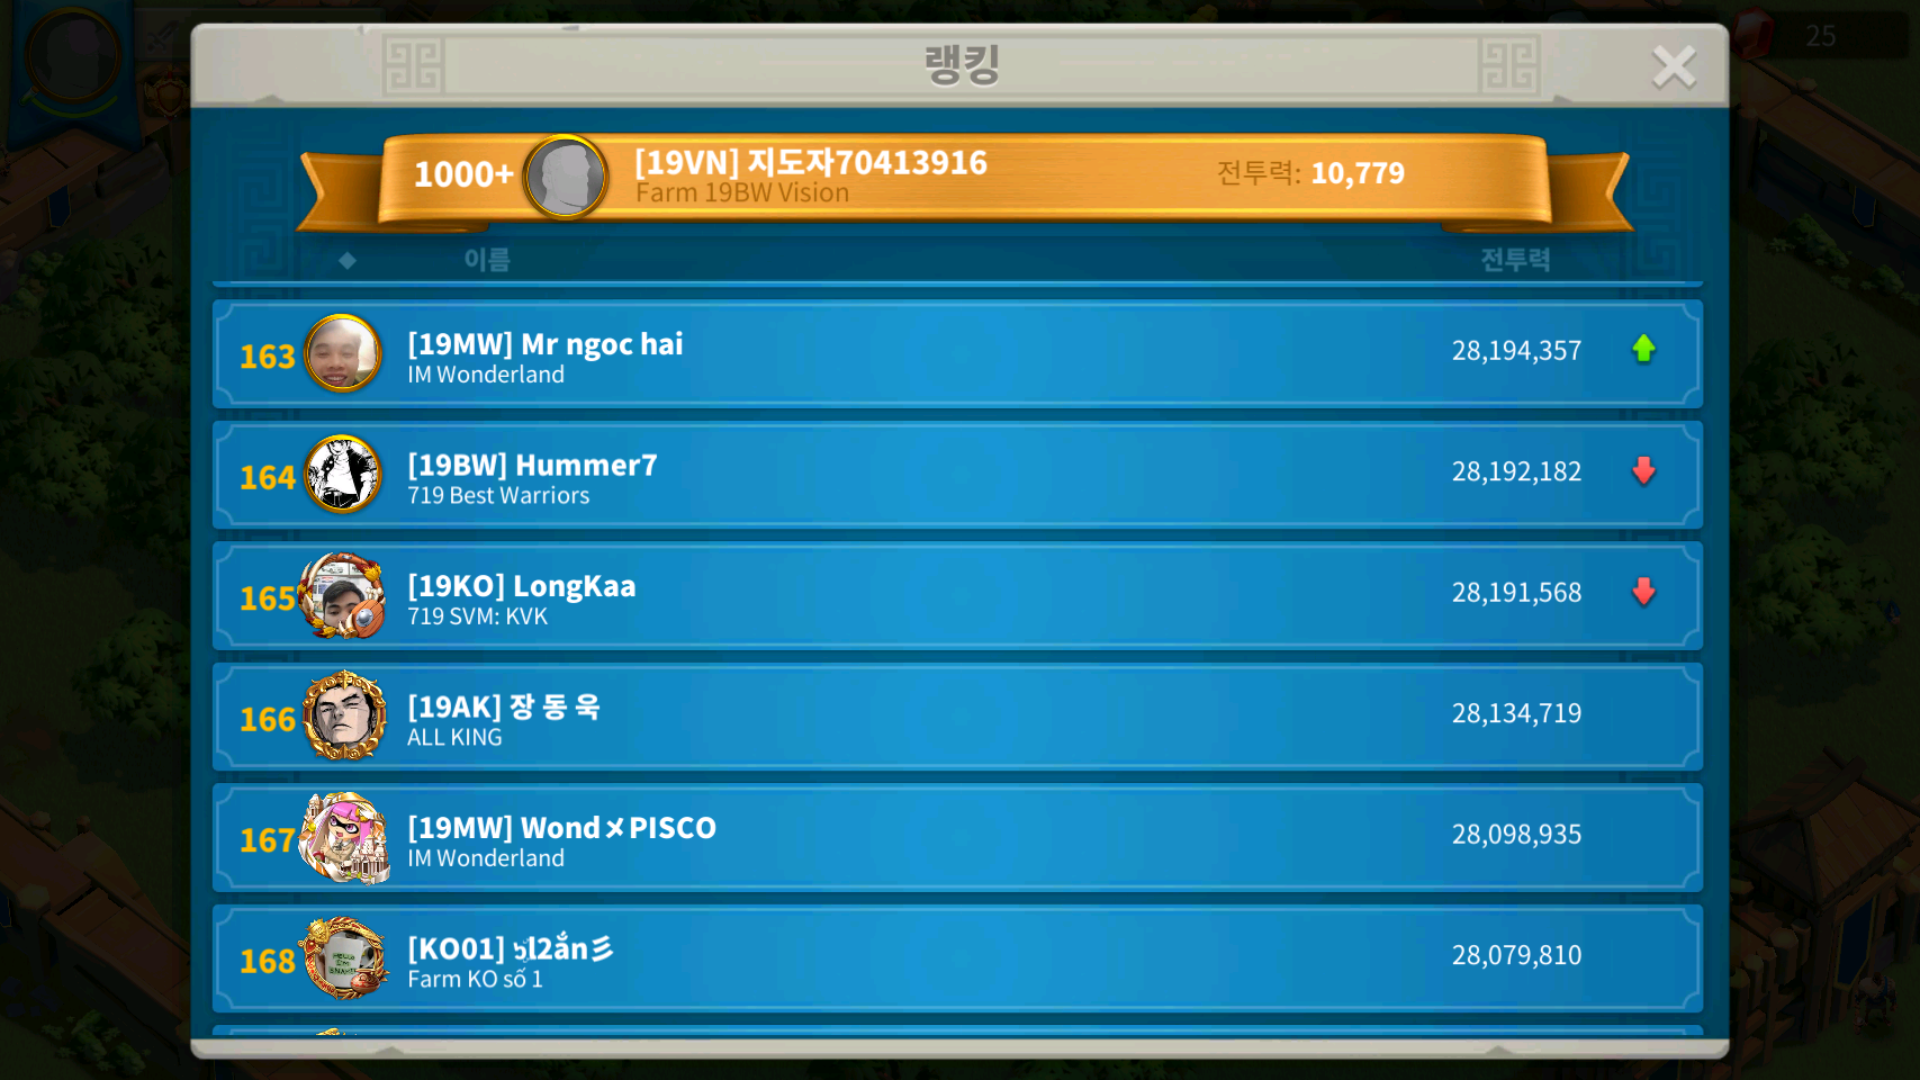 25
랭킹
1000+
[19VN] 지도자70413916
Farm 19BW Vision
전투력: 10,779
이름
전투력
163
[19MW] Mr ngoc hai
IM Wonderland
28,194,357
164
[19BW] Hummer7
719 Best Warriors
28,192,182
165
[19KO] LongKaa
719 SVM: KVK
28,191,568
166
[19AK] 장 동 욱
ALL KING
28,134,719
167
[19MW] Wond〤PISCO
IM Wonderland
28,098,935
168
[KO01]
Farm KO số 1
28,079,810